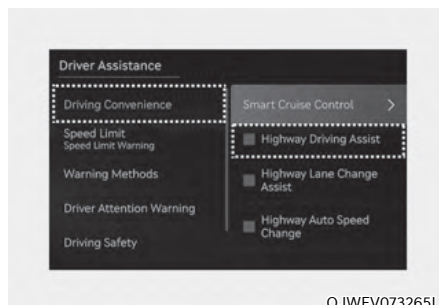 Driver Assistance
Driving Convenience
Speed Limit
Speed Limit Warning
Warning Methods
Driver Attention Warning
Driving Safety
Smart Cruise Control >
Highway Driving Assist
Highway Lane Change
Assist
Highway Auto Speed
Change
OJWEV073265L